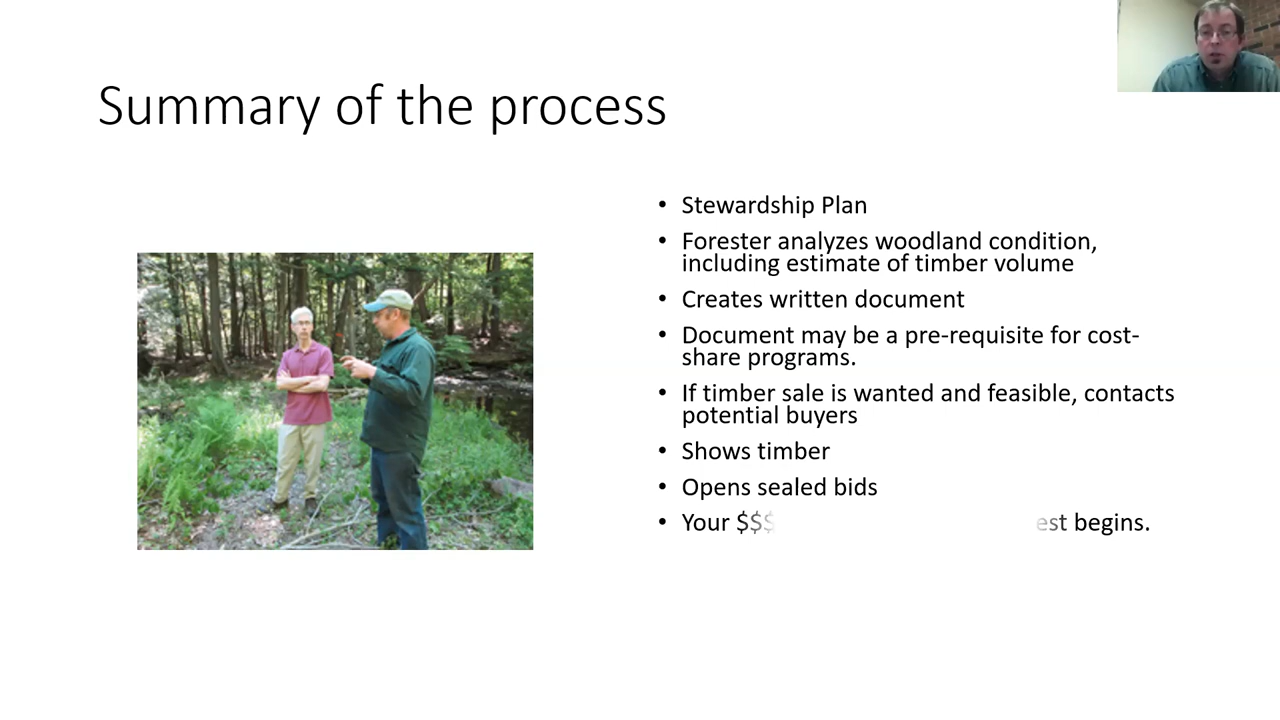 Summary of the process
• Stewardship Plan
• Forester analyzes woodland condition,
including estimate of timber volume
• Creates written document
• Document may be a pre-requisite for cost-
share programs.
• If timber sale is wanted and feasible, contacts
potential buyers
• Shows timber
• Opens sealed bids
• Your $$$ est begins.